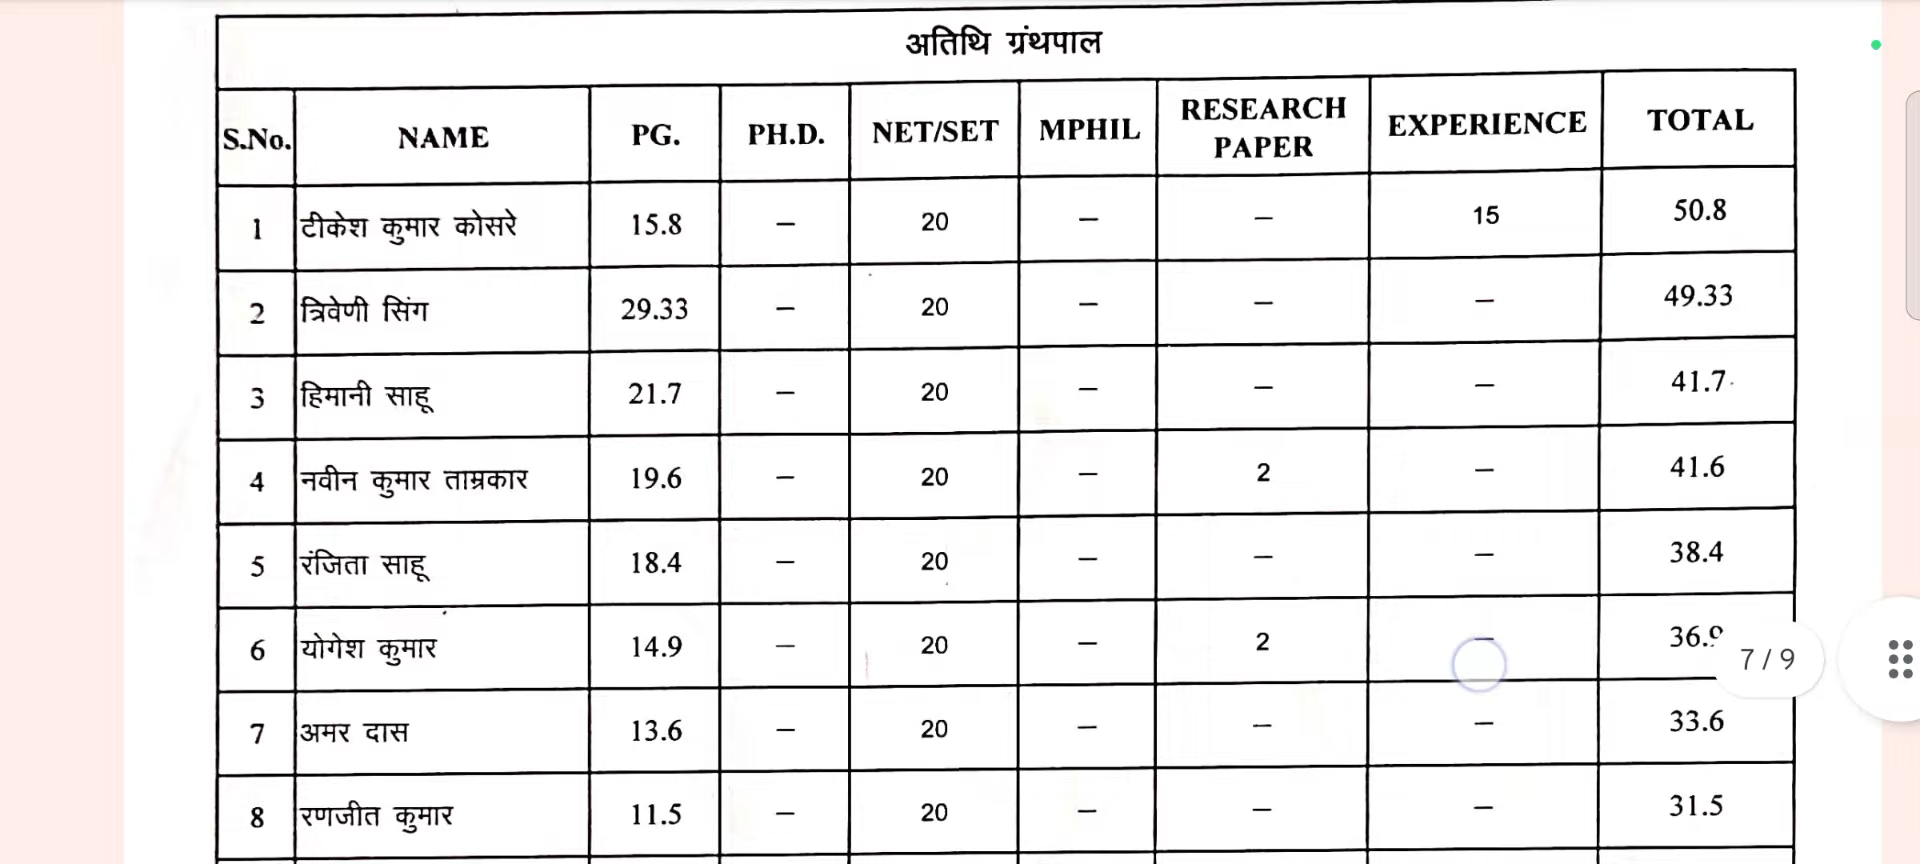 अतिथि ग्रंथपाल
S.No. NAME PG. PH.D. NET/SET MPHIL RESEARCH PAPER EXPERIENCE TOTAL
1 टीकेश कुमार कोसरे 15.8 – 20 – – 15 50.8
2 त्रिवेणी सिंग 29.33 – 20 – – – 49.33
3 हिमानी साहू 21.7 – 20 – – – 41.7
4 नवीन कुमार ताम्रकार 19.6 – 20 – 2 – 41.6
5 रंजिता साहू 18.4 – 20 – – – 38.4
6 योगेश कुमार 14.9 – 20 – 2 – 36.9
7 / 9
7 अमर दास 13.6 – 20 – – – 33.6
8 रणजीत कुमार 11.5 – 20 – – – 31.5